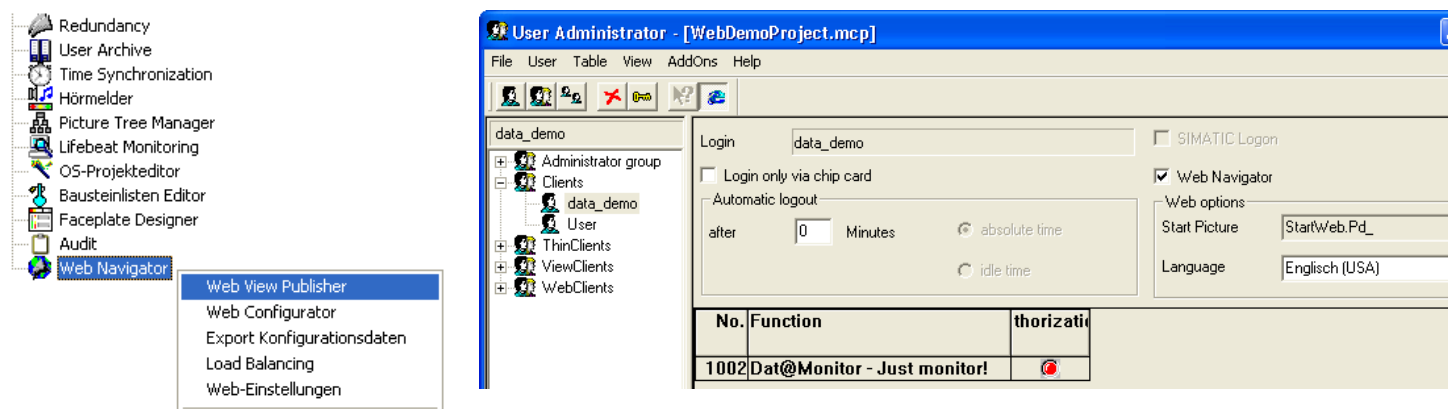 Redundancy
User Archive
Time Synchronization
Hörmelder
Picture Tree Manager
Lifebeat Monitoring
OS-Projekteditor
Bausteinlisten Editor
Faceplate Designer
Audit
Web Navigator
Web View Publisher
Web Configurator
Export Konfigurationsdaten
Load Balancing
Web-Einstellungen
User Administrator - [WebDemoProject.mcp]
File User Table View AddOns Help
data_demo
Administrator group
Clients
data_demo
User
ThinClients
ViewClients
WebClients
Login data_demo
SIMATIC Logon
Login only via chip card
Web Navigator
Automatic logout
after 0 Minutes
absolute time
idle time
Web options
Start Picture StartWeb.Pd_
Language Englisch (USA)
No. Function thorizati
1002 Dat@Monitor - Just monitor!